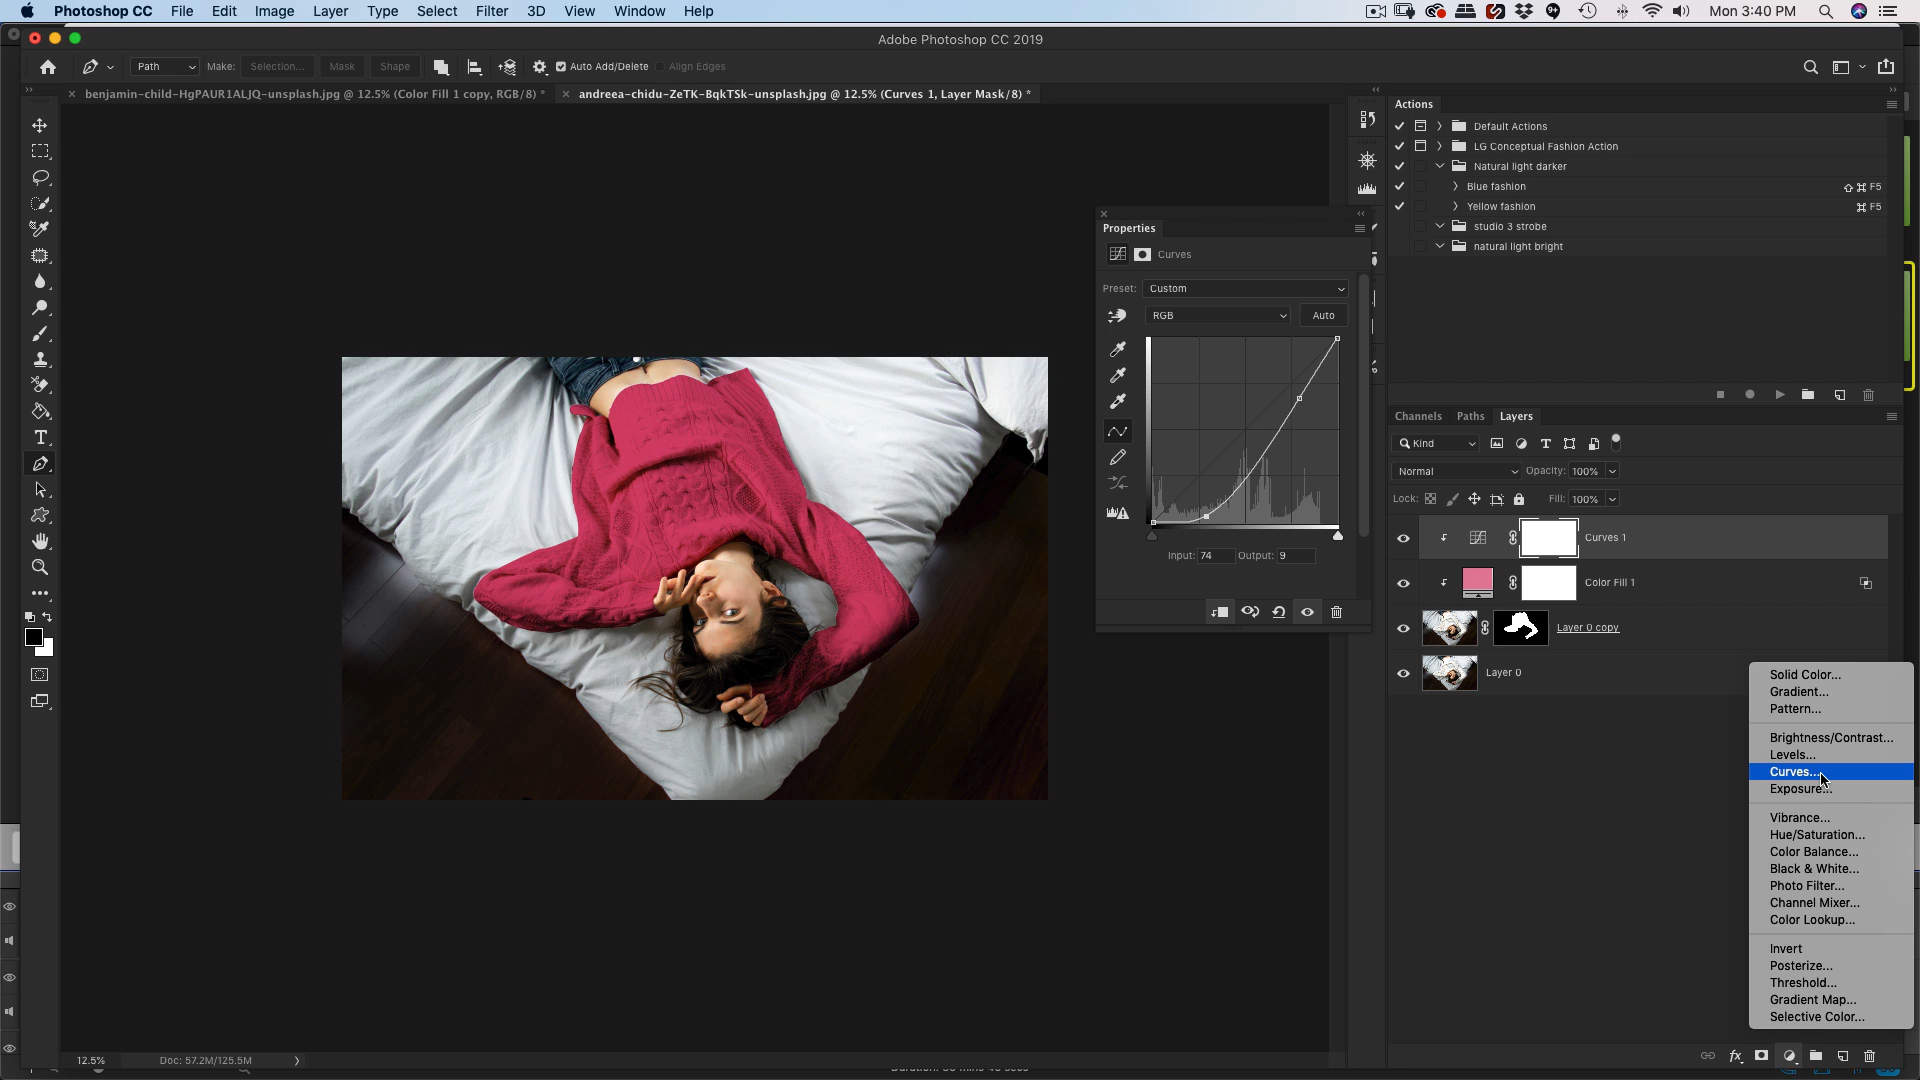 Photoshop CC File Edit Image Layer Type Select Filter 3D View Window Help Mon 3:40 PM
Adobe Photoshop CC 2019
Path Make: Selection... Mask Shape Auto Add/Delete Align Edges
benjamin-child-HgPAUR1ALJQ-unsplash.jpg @ 12.5% (Color Fill 1 copy, RGB/8) *
andreea-chidu-ZeTK-BqkTSk-unsplash.jpg @ 12.5% (Curves 1, Layer Mask/8) *
Actions
Default Actions
LG Conceptual Fashion Action
Natural light darker
Blue fashion F5
Yellow fashion F5
studio 3 strobe
natural light bright
Properties
Curves
Preset: Custom
RGB Auto
Input: 74 Output: 9
Channels Paths Layers
Kind
Normal Opacity: 100%
Lock: Fill: 100%
Curves 1
Color Fill 1
Layer 0 copy
Layer 0
Solid Color...
Gradient...
Pattern...
Brightness/Contrast...
Levels...
Curves...
Exposure...
Vibrance...
Hue/Saturation...
Color Balance...
Black & White...
Photo Filter...
Channel Mixer...
Color Lookup...
Invert
Posterize...
Threshold...
Gradient Map...
Selective Color...
12.5% Doc: 57.2M/125.5M
fx